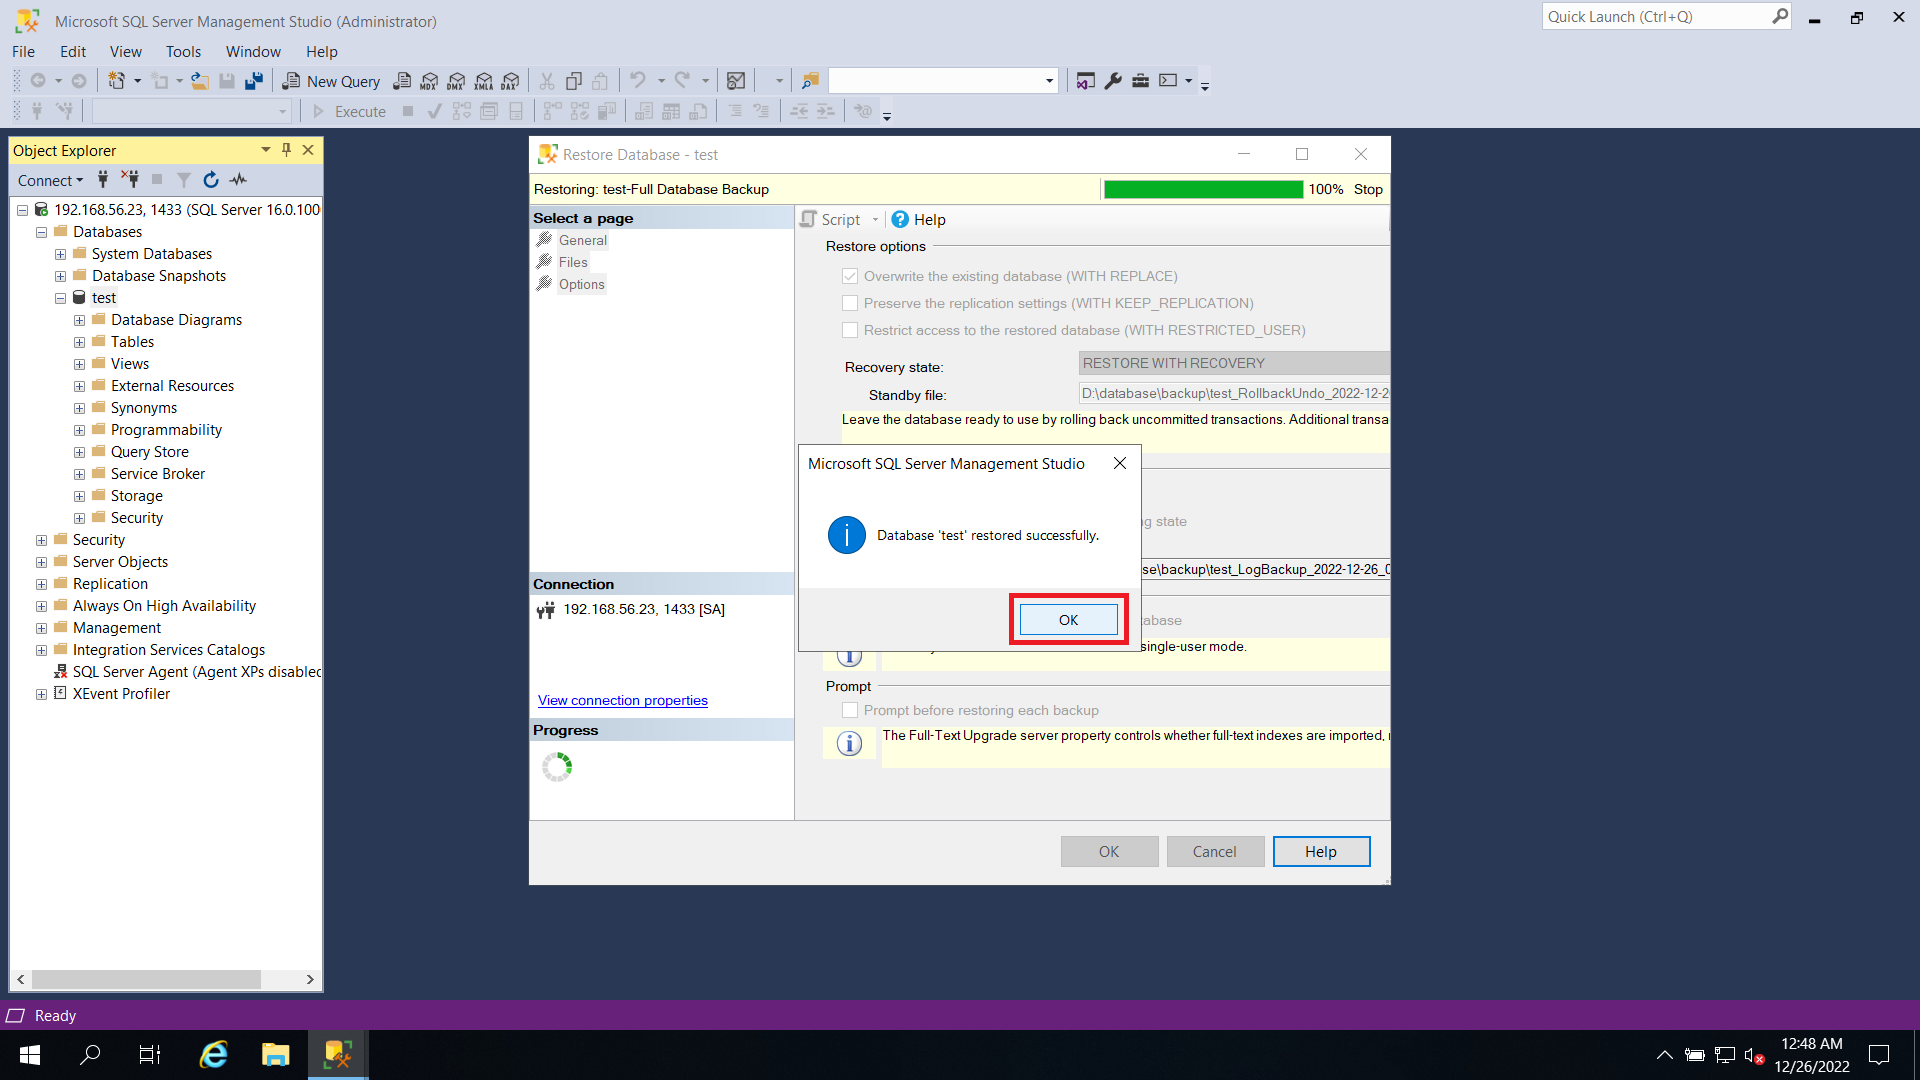 Microsoft SQL Server Management Studio (Administrator)
Quick Launch (Ctrl+Q)
File Edit View Tools Window Help
New Query MDX DMX XMLA DAX
Execute
Object Explorer
Connect
192.168.56.23, 1433 (SQL Server 16.0.100
Databases
System Databases
Database Snapshots
test
Database Diagrams
Tables
Views
External Resources
Synonyms
Programmability
Query Store
Service Broker
Storage
Security
Security
Server Objects
Replication
Always On High Availability
Management
Integration Services Catalogs
SQL Server Agent (Agent XPs disabled
XEvent Profiler
Restore Database - test
Restoring: test-Full Database Backup 100% Stop
Select a page
General
Files
Options
Connection
192.168.56.23, 1433 [SA]
View connection properties
Progress
Script Help
Restore options
Overwrite the existing database (WITH REPLACE)
Preserve the replication settings (WITH KEEP_REPLICATION)
Restrict access to the restored database (WITH RESTRICTED_USER)
Recovery state: RESTORE WITH RECOVERY
Standby file: D:\database\backup\test_RollbackUndo_2022-12-2
Leave the database ready to use by rolling back uncommitted transactions. Additional transa
Microsoft SQL Server Management Studio
Database 'test' restored successfully.
OK
g state
se\backup\test_LogBackup_2022-12-26_0
abase
single-user mode.
Prompt
Prompt before restoring each backup
The Full-Text Upgrade server property controls whether full-text indexes are imported,
OK Cancel Help
Ready
12:48 AM
12/26/2022